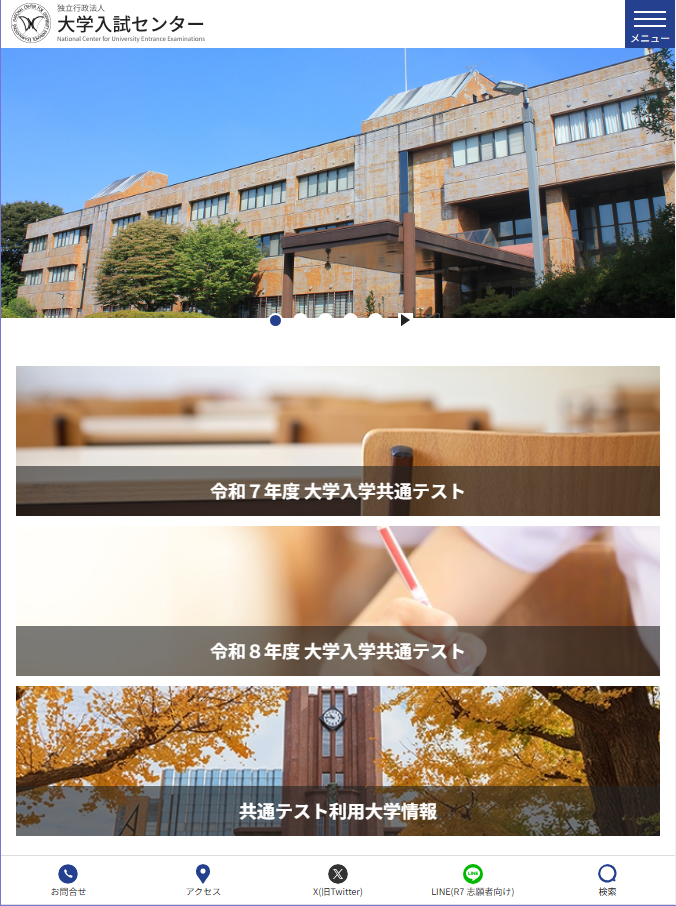 独立行政法人
大学入試センター
National Center for University Entrance Examinations
メニュー
令和７年度 大学入学共通テスト
令和８年度 大学入学共通テスト
共通テスト利用大学情報
お問合せ
アクセス
X(旧Twitter)
LINE(R7 志願者向け)
検索